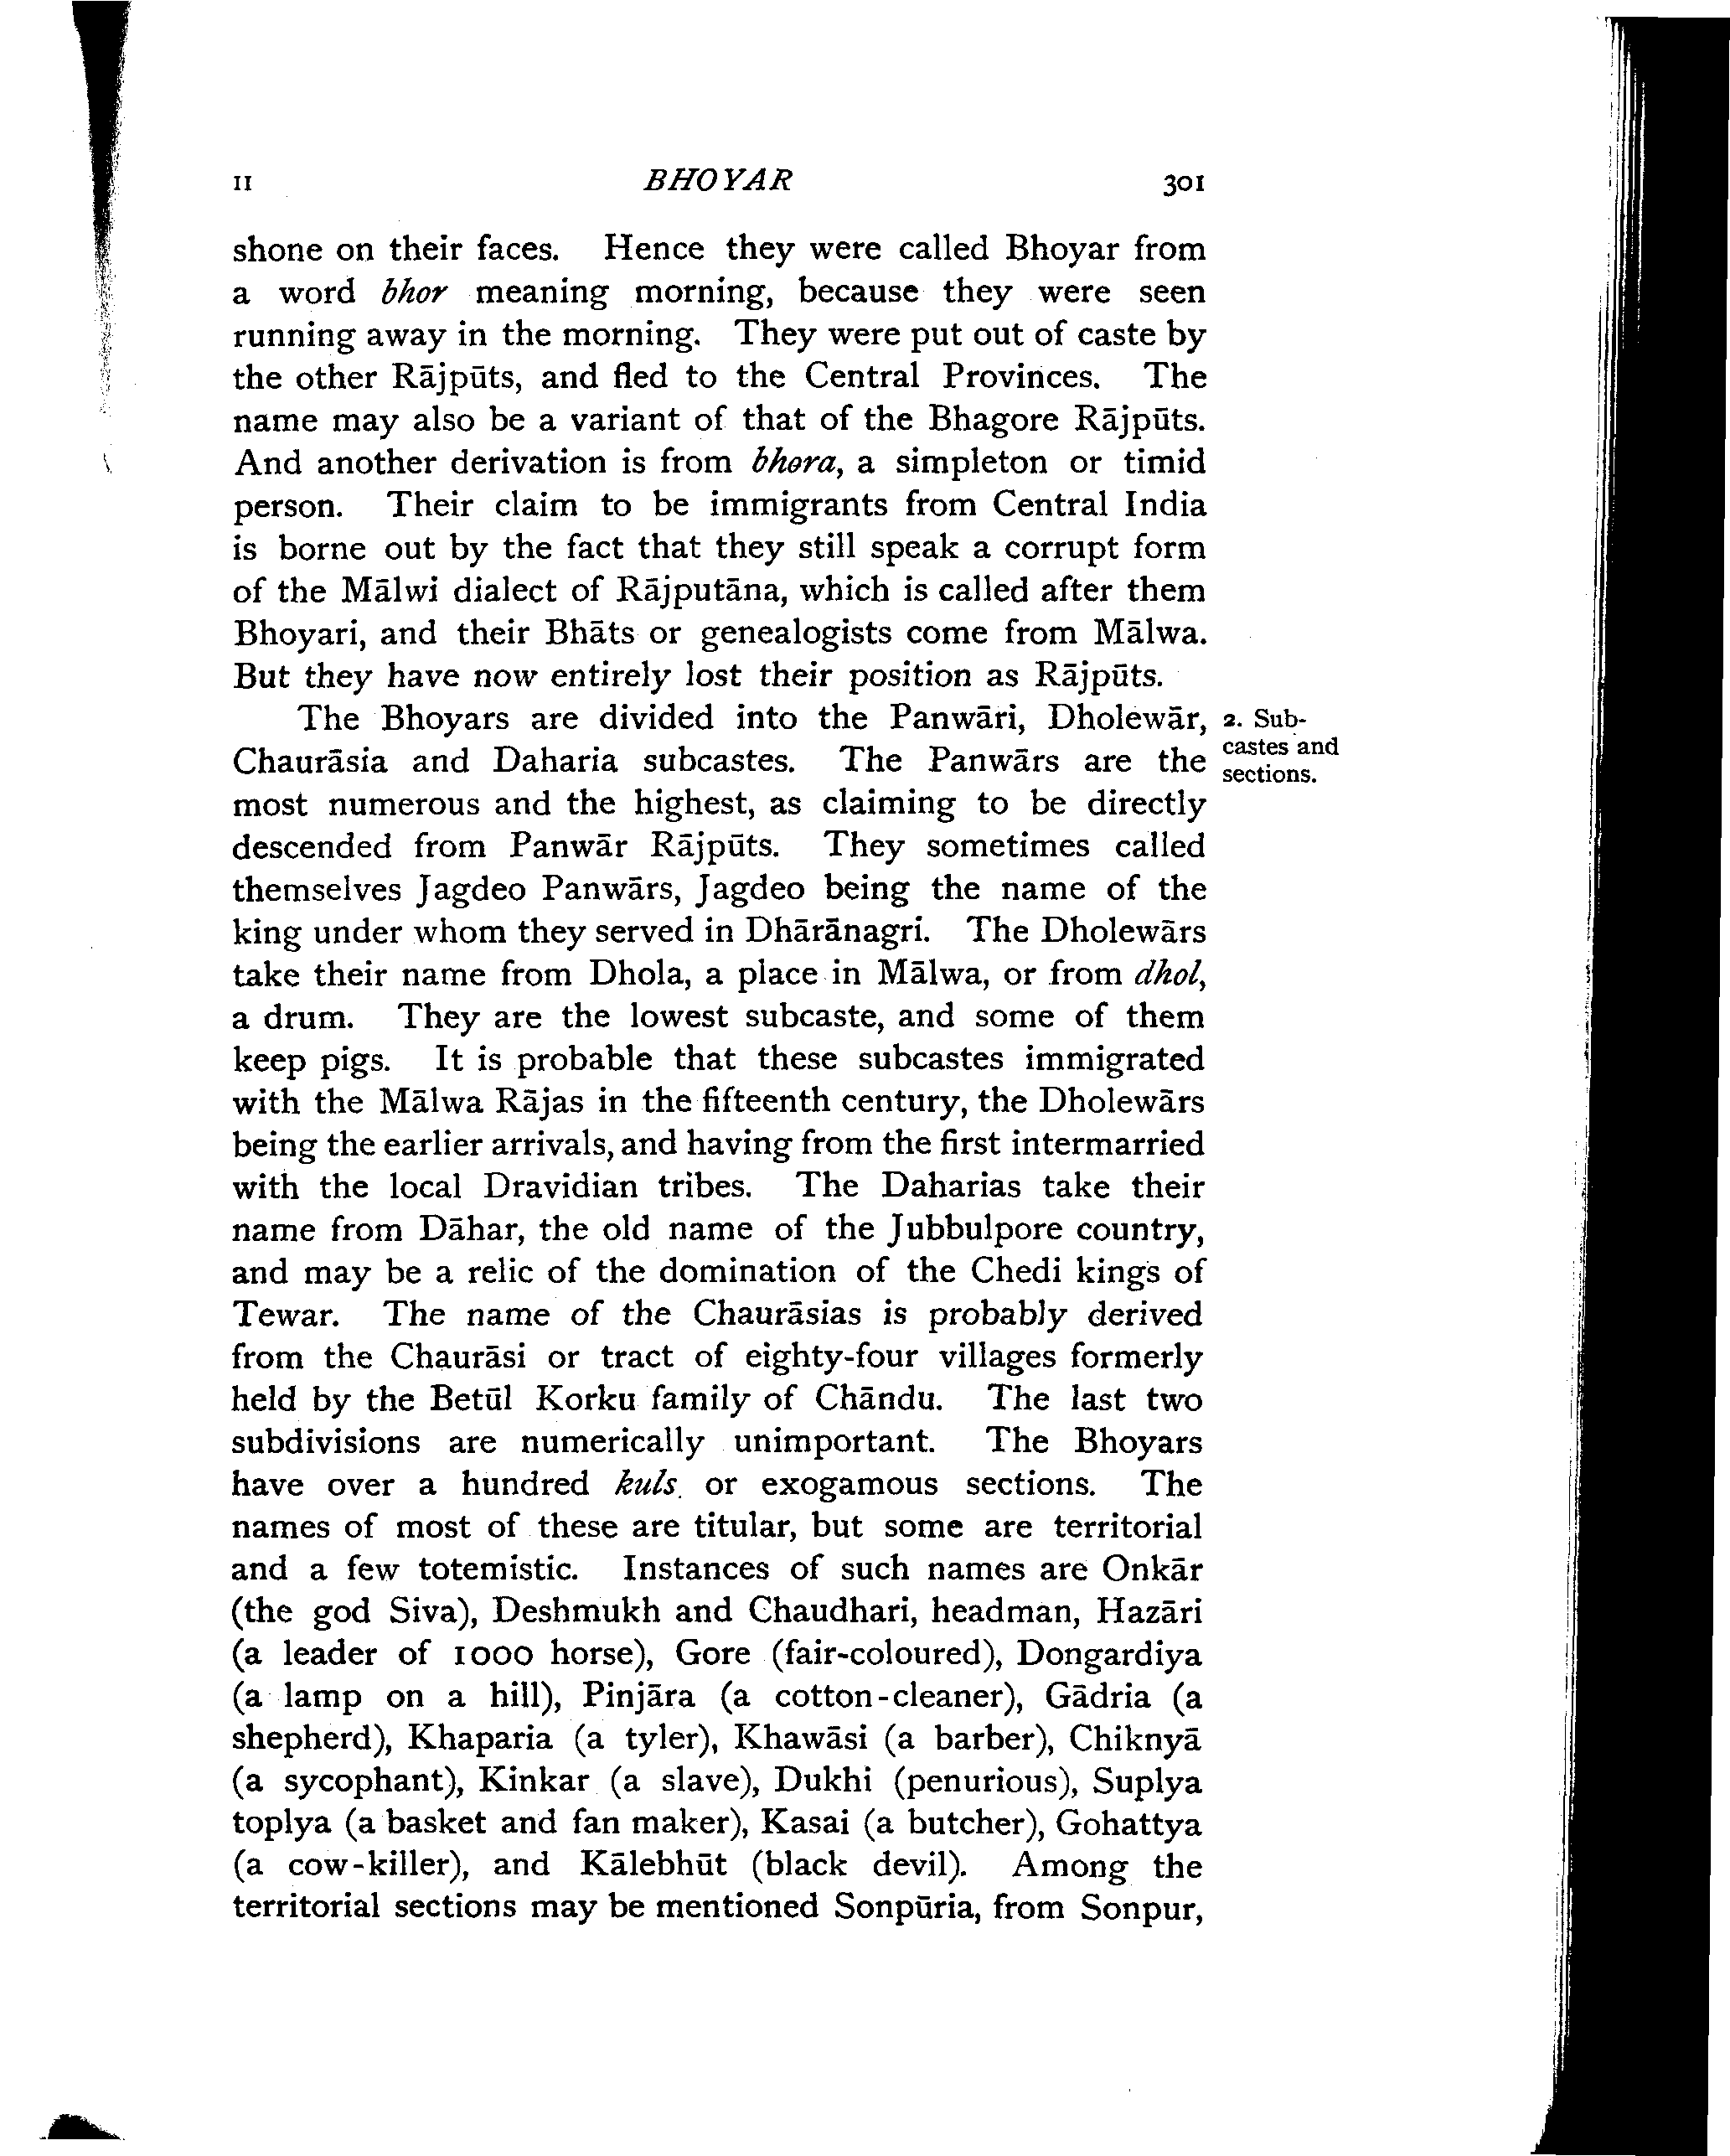 II BHOYAR 301
shone on their faces. Hence they were called Bhoyar from
a word bhor meaning morning, because they were seen
running away in the morning. They were put out of caste by
the other Rājpūts, and fled to the Central Provinces. The
name may also be a variant of that of the Bhagore Rājpūts.
And another derivation is from bhora, a simpleton or timid
person. Their claim to be immigrants from Central India
is borne out by the fact that they still speak a corrupt form
of the Mālwi dialect of Rājputāna, which is called after them
Bhoyari, and their Bhāts or genealogists come from Mālwa.
But they have now entirely lost their position as Rājpūts.
The Bhoyars are divided into the Panwāri, Dholewār,
Chaurāsia and Daharia subcastes. The Panwārs are the
most numerous and the highest, as claiming to be directly
descended from Panwār Rājpūts. They sometimes called
themselves Jagdeo Panwārs, Jagdeo being the name of the
king under whom they served in Dhārānagri. The Dholewārs
take their name from Dhola, a place in Mālwa, or from dhol,
a drum. They are the lowest subcaste, and some of them
keep pigs. It is probable that these subcastes immigrated
with the Mālwa Rājas in the fifteenth century, the Dholewārs
being the earlier arrivals, and having from the first intermarried
with the local Dravidian tribes. The Daharias take their
name from Dāhar, the old name of the Jubbulpore country,
and may be a relic of the domination of the Chedi kings of
Tewar. The name of the Chaurāsias is probably derived
from the Chaurāsi or tract of eighty-four villages formerly
held by the Betūl Korku family of Chāndu. The last two
subdivisions are numerically unimportant. The Bhoyars
have over a hundred kuls or exogamous sections. The
names of most of these are titular, but some are territorial
and a few totemistic. Instances of such names are Onkār
(the god Siva), Deshmukh and Chaudhari, headman, Hazāri
(a leader of 1000 horse), Gore (fair-coloured), Dongardiya
(a lamp on a hill), Pinjāra (a cotton-cleaner), Gādria (a
shepherd), Khaparia (a tyler), Khawāsi (a barber), Chiknyā
(a sycophant), Kinkar (a slave), Dukhi (penurious), Suplya
toplya (a basket and fan maker), Kasai (a butcher), Gohattya
(a cow-killer), and Kālebhūt (black devil). Among the
territorial sections may be mentioned Sonpūria, from Sonpur,
2. Sub-
castes and
sections.